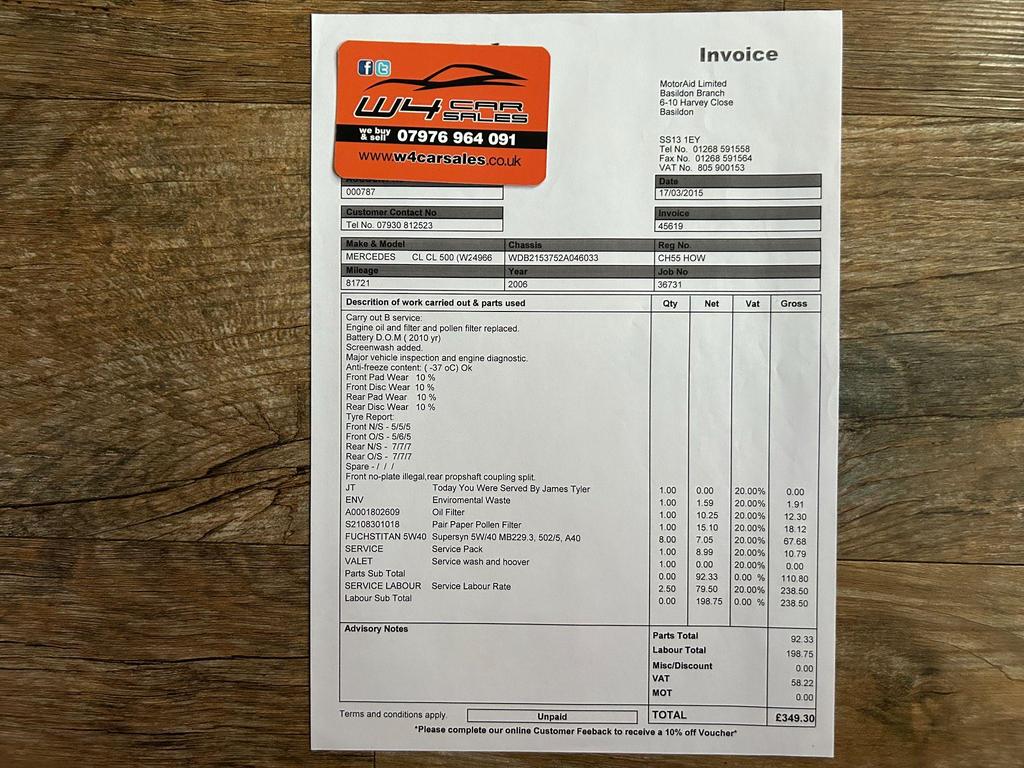 Invoice
W4 CAR SALES
we buy & sell 07976 964 091
www.w4carsales.co.uk
MotorAid Limited
Basildon Branch
6-10 Harvey Close
Basildon
SS13 1EY
Tel No. 01268 591558
Fax No. 01268 591564
VAT No. 805 900153
000787
Date
17/03/2015
Customer Contact No
Tel No. 07930 812523
Invoice
45619
Make & Model Chassis Reg No
MERCEDES CL CL 500 (W24966 WDB2153752A046033 CH55 HOW
Mileage Year Job No
81721 2006 36731
Descrition of work carried out & parts used Qty Net Vat Gross
Carry out B service:
Engine oil and filter and pollen filter replaced.
Battery D.O.M ( 2010 yr)
Screenwash added.
Major vehicle inspection and engine diagnostic.
Anti-freeze content: ( -37 oC) Ok
Front Pad Wear 10 %
Front Disc Wear 10 %
Rear Pad Wear 10 %
Rear Disc Wear 10 %
Tyre Report:
Front N/S - 5/5/5
Front O/S - 5/6/5
Rear N/S - 7/7/7
Rear O/S - 7/7/7
Spare - / / /
Front no-plate illegal,rear propshaft coupling split.
JT Today You Were Served By James Tyler 1.00 0.00 20.00% 0.00
ENV Enviromental Waste 1.00 1.59 20.00% 1.91
A0001802609 Oil Filter 1.00 10.25 20.00% 12.30
S2108301018 Pair Paper Pollen Filter 1.00 15.10 20.00% 18.12
FUCHSTITAN 5W40 Supersyn 5W/40 MB229.3, 502/5, A40 8.00 7.05 20.00% 67.68
SERVICE Service Pack 1.00 8.99 20.00% 10.79
VALET Service wash and hoover 1.00 0.00 20.00% 0.00
Parts Sub Total 0.00 92.33 0.00 % 110.80
SERVICE LABOUR Service Labour Rate 2.50 79.50 20.00% 238.50
Labour Sub Total 0.00 198.75 0.00 % 238.50
Advisory Notes
Parts Total 92.33
Labour Total 198.75
Misc/Discount 0.00
VAT 58.22
MOT 0.00
Terms and conditions apply. Unpaid TOTAL £349.30
*Please complete our online Customer Feeback to receive a 10% off Voucher*